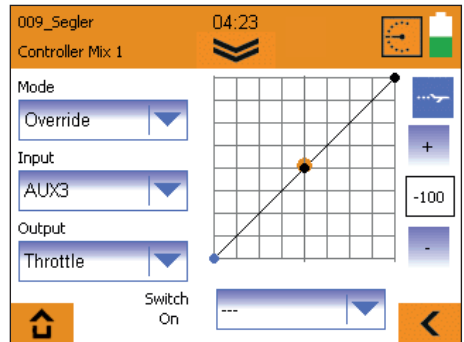 009_Segler 04:23
Controller Mix 1
Mode
Override
Input
AUX3
Output
Throttle
+
-100
-
Switch
On
---